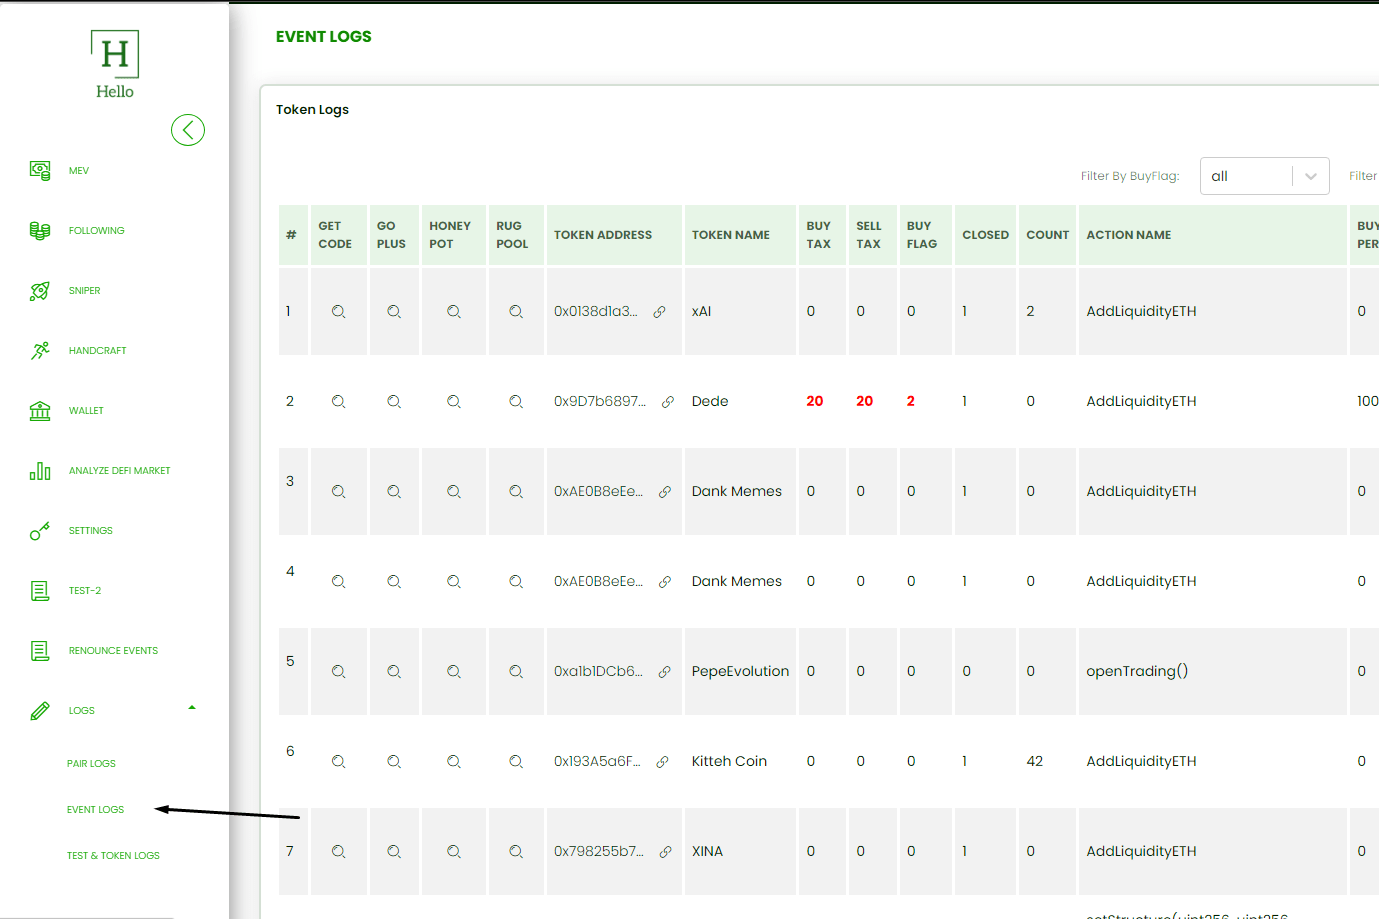 H
Hello
MEV
FOLLOWING
SNIPER
HANDCRAFT
WALLET
ANALYZE DEFI MARKET
SETTINGS
TEST-2
RENOUNCE EVENTS
LOGS
PAIR LOGS
EVENT LOGS
TEST & TOKEN LOGS
EVENT LOGS
Token Logs
Filter By BuyFlag: all Filter
# GET CODE GO PLUS HONEY POT RUG POOL TOKEN ADDRESS TOKEN NAME BUY TAX SELL TAX BUY FLAG CLOSED COUNT ACTION NAME BUY PER
1 0x0138d1a3... xAI 0 0 0 1 2 AddLiquidityETH 0
2 0x9D7b6897... Dede 20 20 2 1 0 AddLiquidityETH 100
3 0xAE0B8eEe... Dank Memes 0 0 0 1 0 AddLiquidityETH 0
4 0xAE0B8eEe... Dank Memes 0 0 0 1 0 AddLiquidityETH 0
5 0xa1b1DCb6... PepeEvolution 0 0 0 0 0 openTrading() 0
6 0x193A5a6F... Kitteh Coin 0 0 0 1 42 AddLiquidityETH 0
7 0x798255b7... XINA 0 0 0 1 0 AddLiquidityETH 0